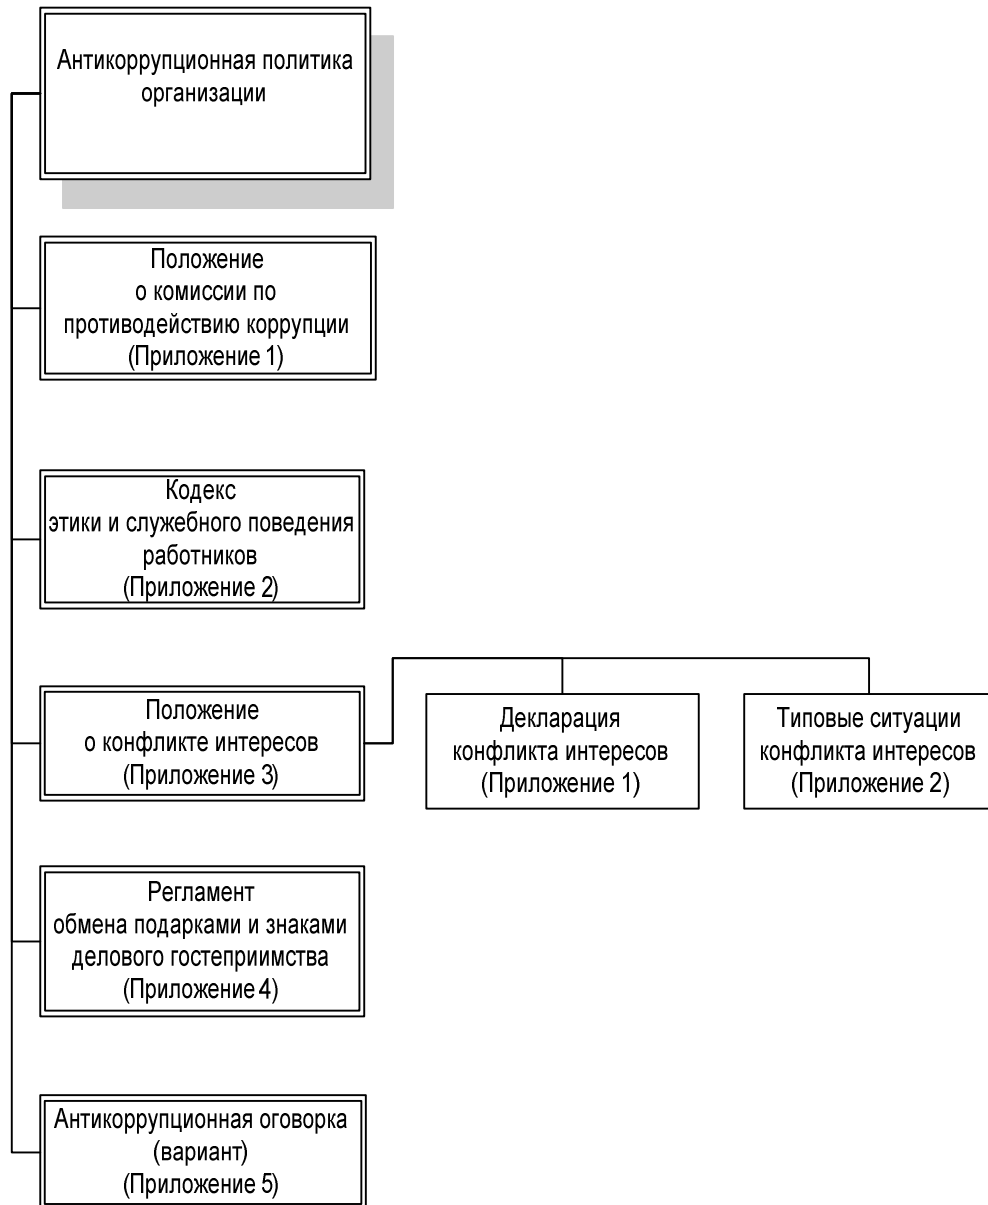 Антикоррупционная политика
организации
Положение
о комиссии по
противодействию коррупции
(Приложение 1)
Кодекс
этики и служебного поведения
работников
(Приложение 2)
Положение
о конфликте интересов
(Приложение 3)
Декларация
конфликта интересов
(Приложение 1)
Типовые ситуации
конфликта интересов
(Приложение 2)
Регламент
обмена подарками и знаками
делового гостеприимства
(Приложение 4)
Антикоррупционная оговорка
(вариант)
(Приложение 5)